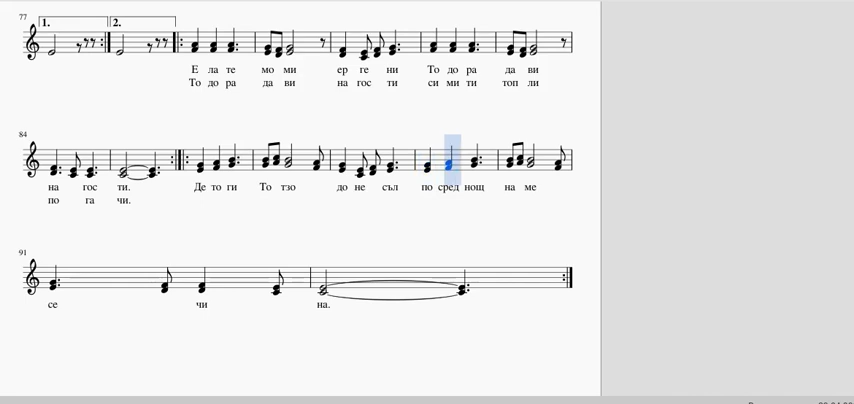 77
1. 2.
Е ла те мо ми ер ге ни То до ра да ви
То до ра да ви на гос ти си ми ти топ ли
84
на гос ти. Де то ги То тзо до не съл по сред нощ на ме
по га чи.
91
се чи на.